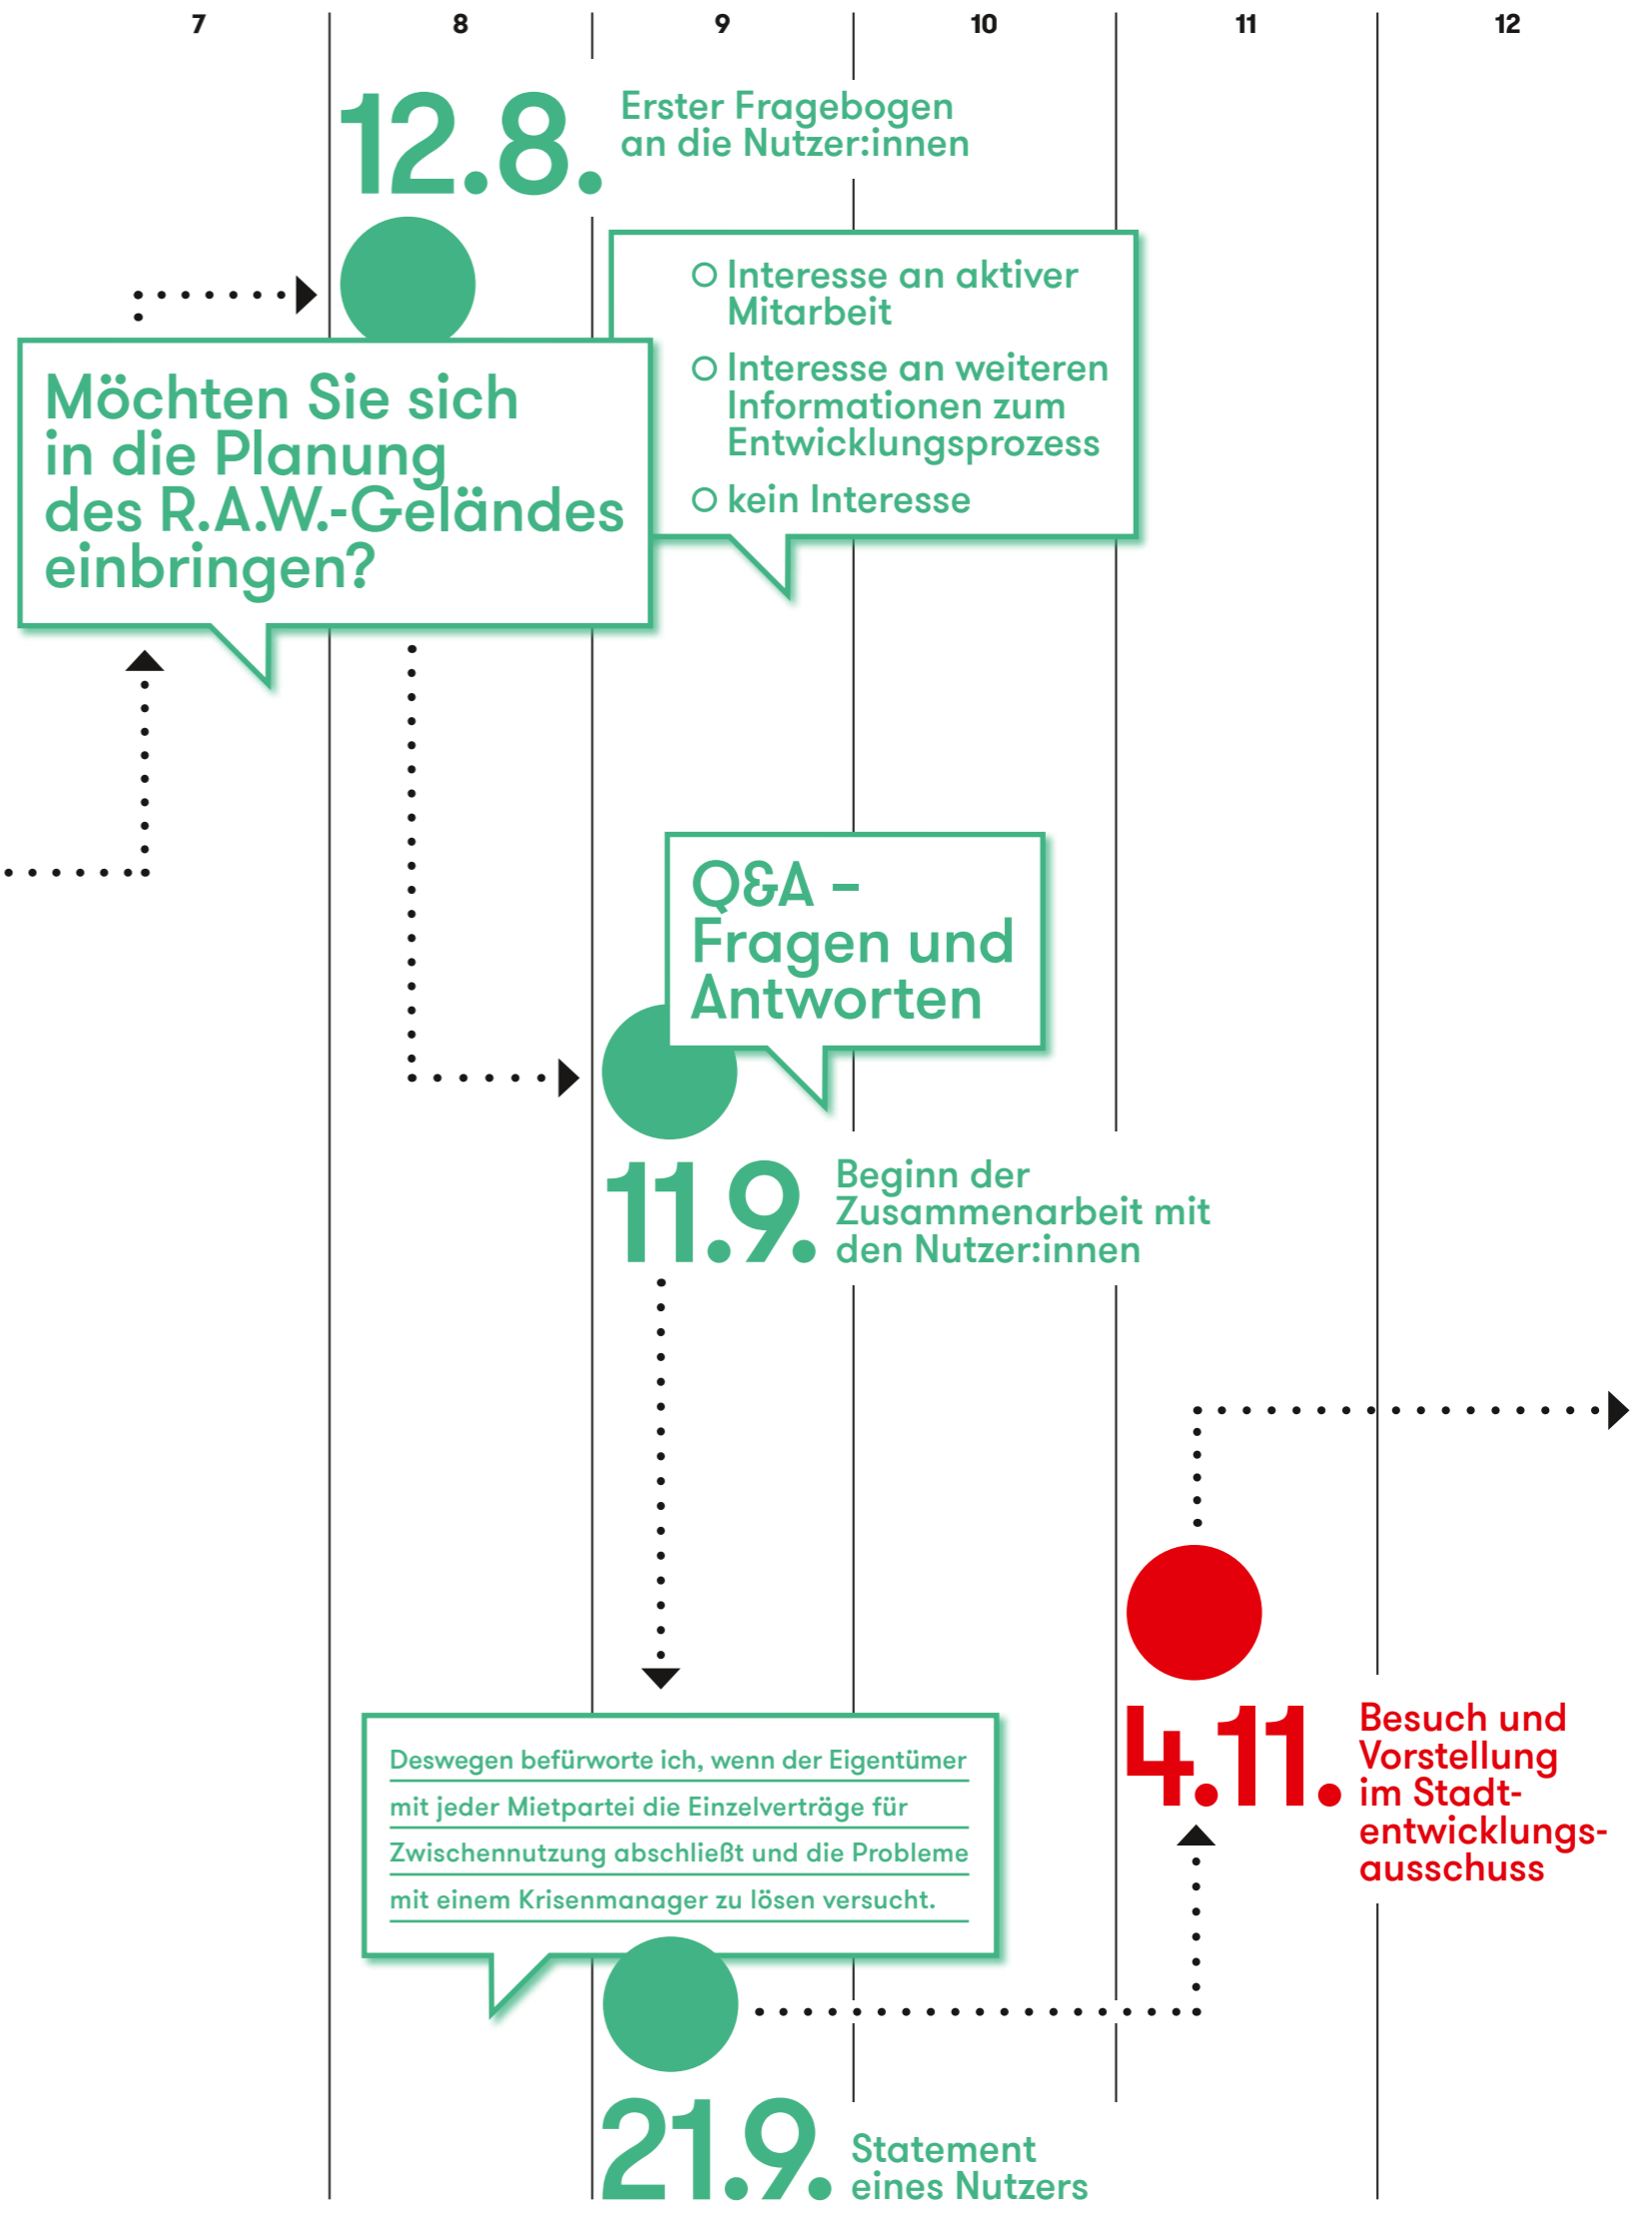 7 8 9 10 11 12
12.8.
Erster Fragebogen
an die Nutzer:innen
Möchten Sie sich
in die Planung
des R.A.W.-Geländes
einbringen?
Interesse an aktiver
Mitarbeit
Interesse an weiteren
Informationen zum
Entwicklungsprozess
kein Interesse
Q&A –
Fragen und
Antworten
11.9.
Beginn der
Zusammenarbeit mit
den Nutzer:innen
Deswegen befürworte ich, wenn der Eigentümer
mit jeder Mietpartei die Einzelverträge für
Zwischennutzung abschließt und die Probleme
mit einem Krisenmanager zu lösen versucht.
21.9.
Statement
eines Nutzers
4.11.
Besuch und
Vorstellung
im Stadt-
entwicklungs-
ausschuss